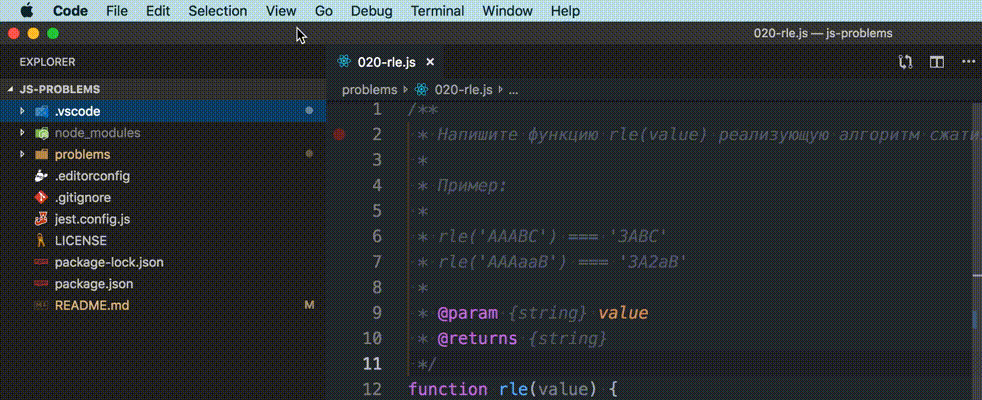 Code File Edit Selection View Go Debug Terminal Window Help
020-rle.js — js-problems
EXPLORER
020-rle.js
JS-PROBLEMS
problems 020-rle.js ...
.vscode
node_modules
problems
.editorconfig
.gitignore
jest.config.js
LICENSE
package-lock.json
package.json
README.md M
1 /**
2 * Напишите функцию rle(value) реализующую алгоритм сжати
3 *
4 * Пример:
5 *
6 * rle('AAABC') === '3ABC'
7 * rle('AAAaaB') === '3A2aB'
8 *
9 * @param {string} value
10 * @returns {string}
11 */
12 function rle(value) {